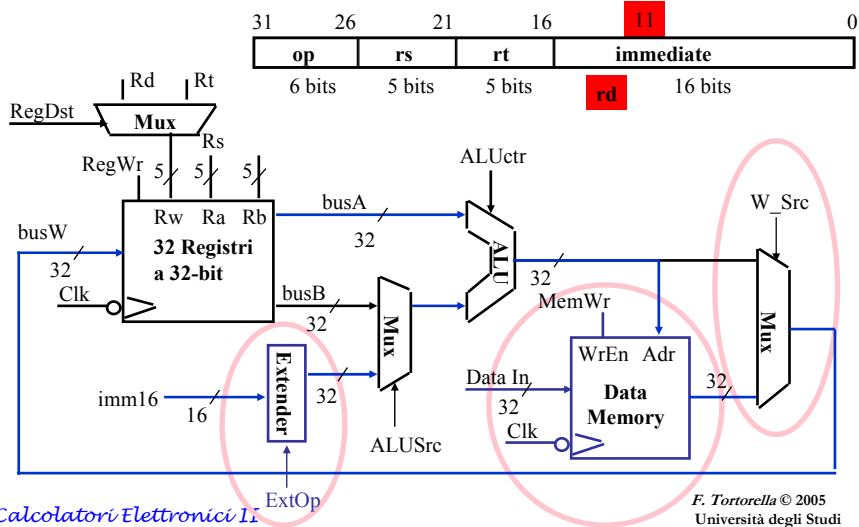 31 26 21 16 11 0
op rs rt immediate
6 bits 5 bits 5 bits rd 16 bits
Rd Rt
RegDst
Mux
Rs
RegWr
5 5 5
ALUctr
busA
32
Rw Ra Rb
busW
32
32 Registri
a 32-bit
Clk
busB
32
Mux
ALUSrc
ALU
32
W_Src
Mux
MemWr
WrEn Adr
Data In
32
Data
Memory
32
Clk
Extender
imm16
16
32
ExtOp
Calcolatori Elettronici II
F. Tortorella © 2005
Università degli Studi